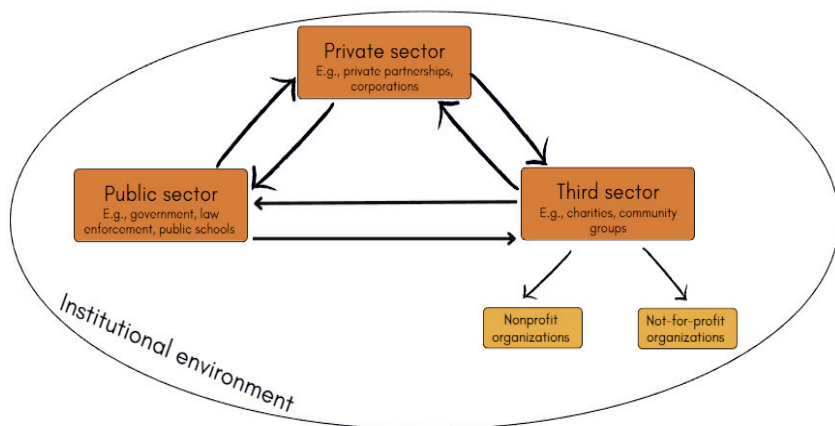 Private sector
E.g., private partnerships,
corporations
Public sector
E.g., government, law
enforcement, public schools
Third sector
E.g., charities, community
groups
Nonprofit
organizations
Not-for-profit
organizations
Institutional environment